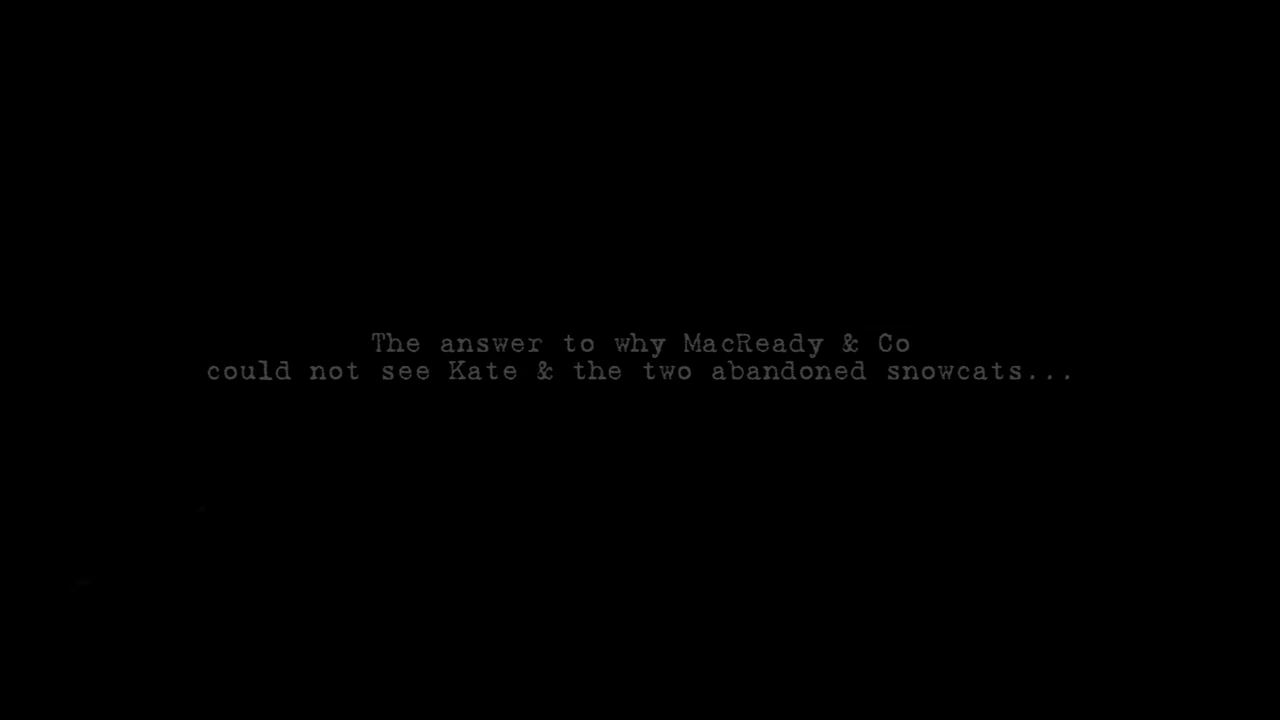 The answer to why MacReady & Co
could not see Kate & the two abandoned snowcats...